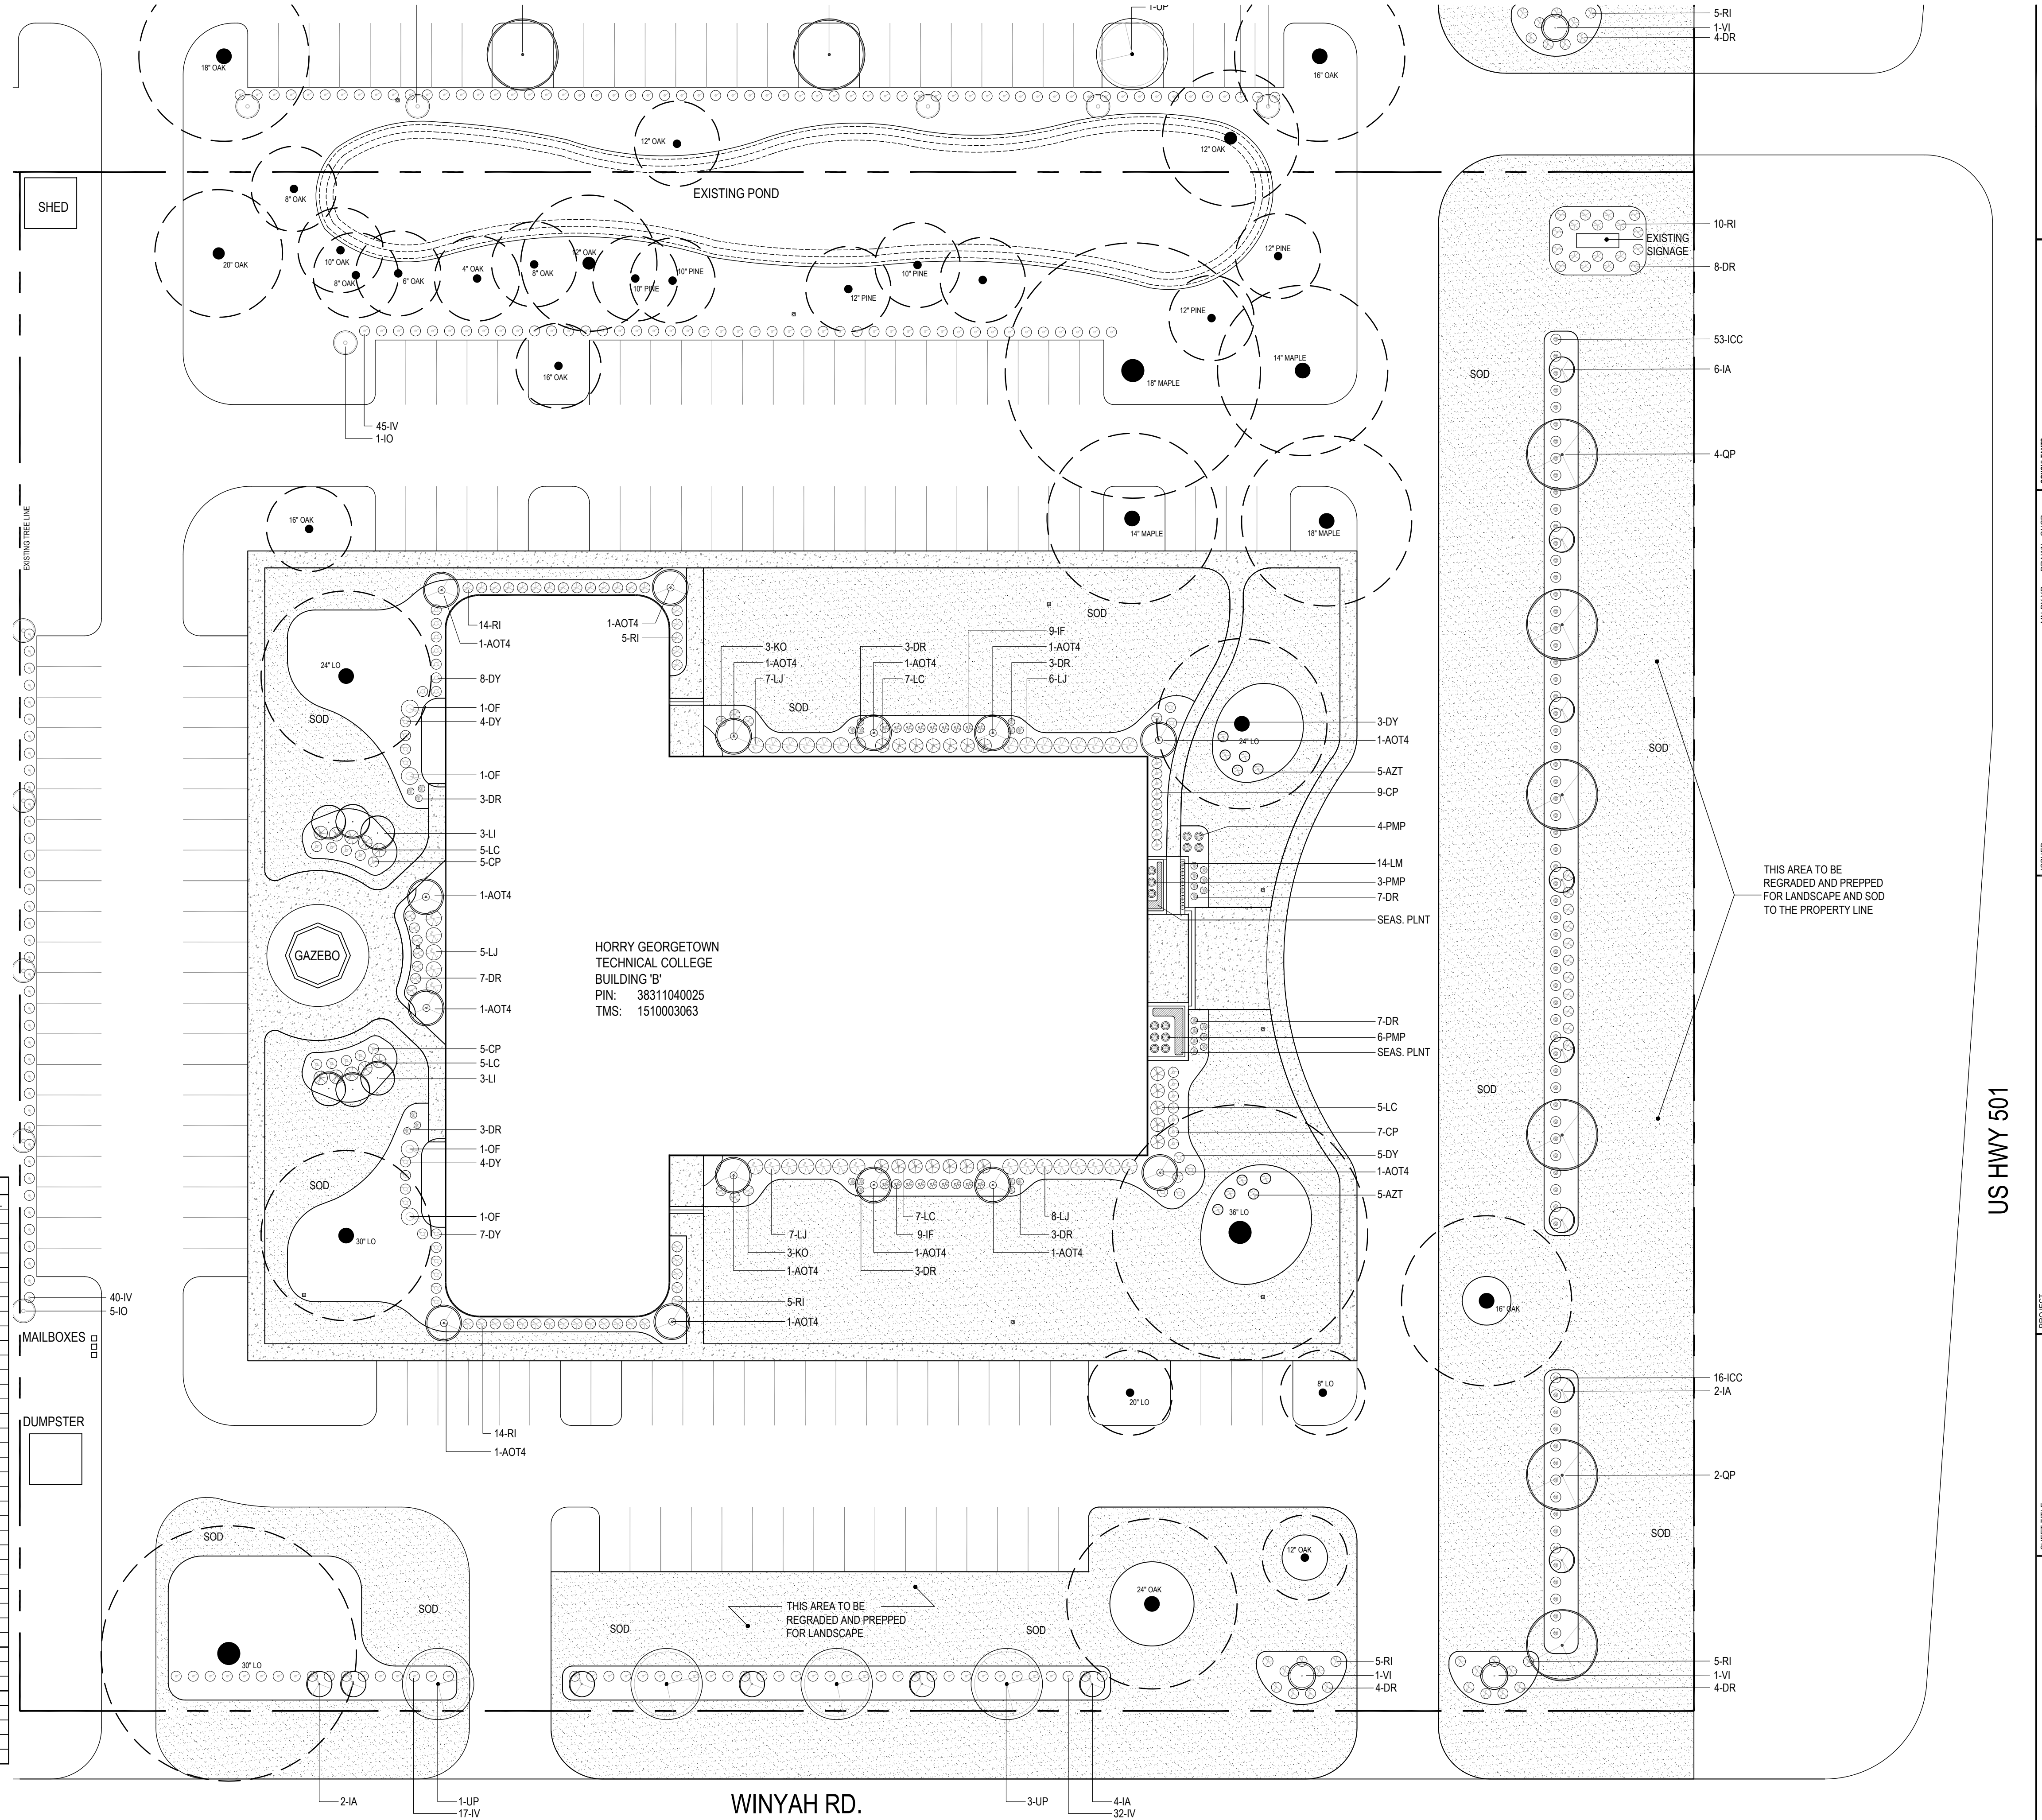 1-UP
5-RI
1-VI
4-DR
18" OAK
16" OAK
12" OAK
12" OAK
EXISTING POND
SHED
8" OAK
20" OAK
10" OAK
8" OAK
6" OAK
4" OAK
8" OAK
12" OAK
10" PINE
10" PINE
12" PINE
10" PINE
12" PINE
12" PINE
10-RI
EXISTING
SIGNAGE
8-DR
16" OAK
18" MAPLE
14" MAPLE
SOD
53-ICC
6-IA
45-IV
1-IO
4-QP
EXISTING TREE LINE
16" OAK
14" MAPLE
18" MAPLE
14-RI
1-AOT4
1-AOT4
5-RI
SOD
24" LO
SOD
8-DY
1-OF
4-DY
1-OF
3-DR
3-LI
5-LC
5-CP
1-AOT4
3-KO
1-AOT4
7-LJ
SOD
3-DR
1-AOT4
7-LC
9-IF
1-AOT4
3-DR
6-LJ
24" LO
3-DY
1-AOT4
5-AZT
9-CP
4-PMP
14-LM
3-PMP
7-DR
SEAS. PLNT
SOD
THIS AREA TO BE
REGRADED AND PREPPED
FOR LANDSCAPE AND SOD
TO THE PROPERTY LINE
GAZEBO
5-LJ
7-DR
1-AOT4
HORRY GEORGETOWN
TECHNICAL COLLEGE
BUILDING 'B'
PIN: 38311040025
TMS: 1510003063
7-DR
6-PMP
SEAS. PLNT
5-CP
5-LC
3-LI
3-DR
1-OF
4-DY
1-OF
7-DY
SOD
30" LO
5-LC
7-CP
5-DY
1-AOT4
5-AZT
36" LO
SOD
US HWY 501
7-LJ
3-KO
1-AOT4
7-LC
9-IF
1-AOT4
3-DR
8-LJ
3-DR
1-AOT4
5-RI
1-AOT4
40-IV
5-IO
MAILBOXES
DUMPSTER
16" OAK
20" LO
8" LO
16-ICC
2-IA
14-RI
1-AOT4
2-QP
SOD
SOD
SOD
30" LO
THIS AREA TO BE
REGRADED AND PREPPED
FOR LANDSCAPE
SOD
SOD
24" OAK
12" OAK
5-RI
1-VI
4-DR
5-RI
1-VI
4-DR
2-IA
1-UP
17-IV
WINYAH RD.
3-UP
4-IA
32-IV